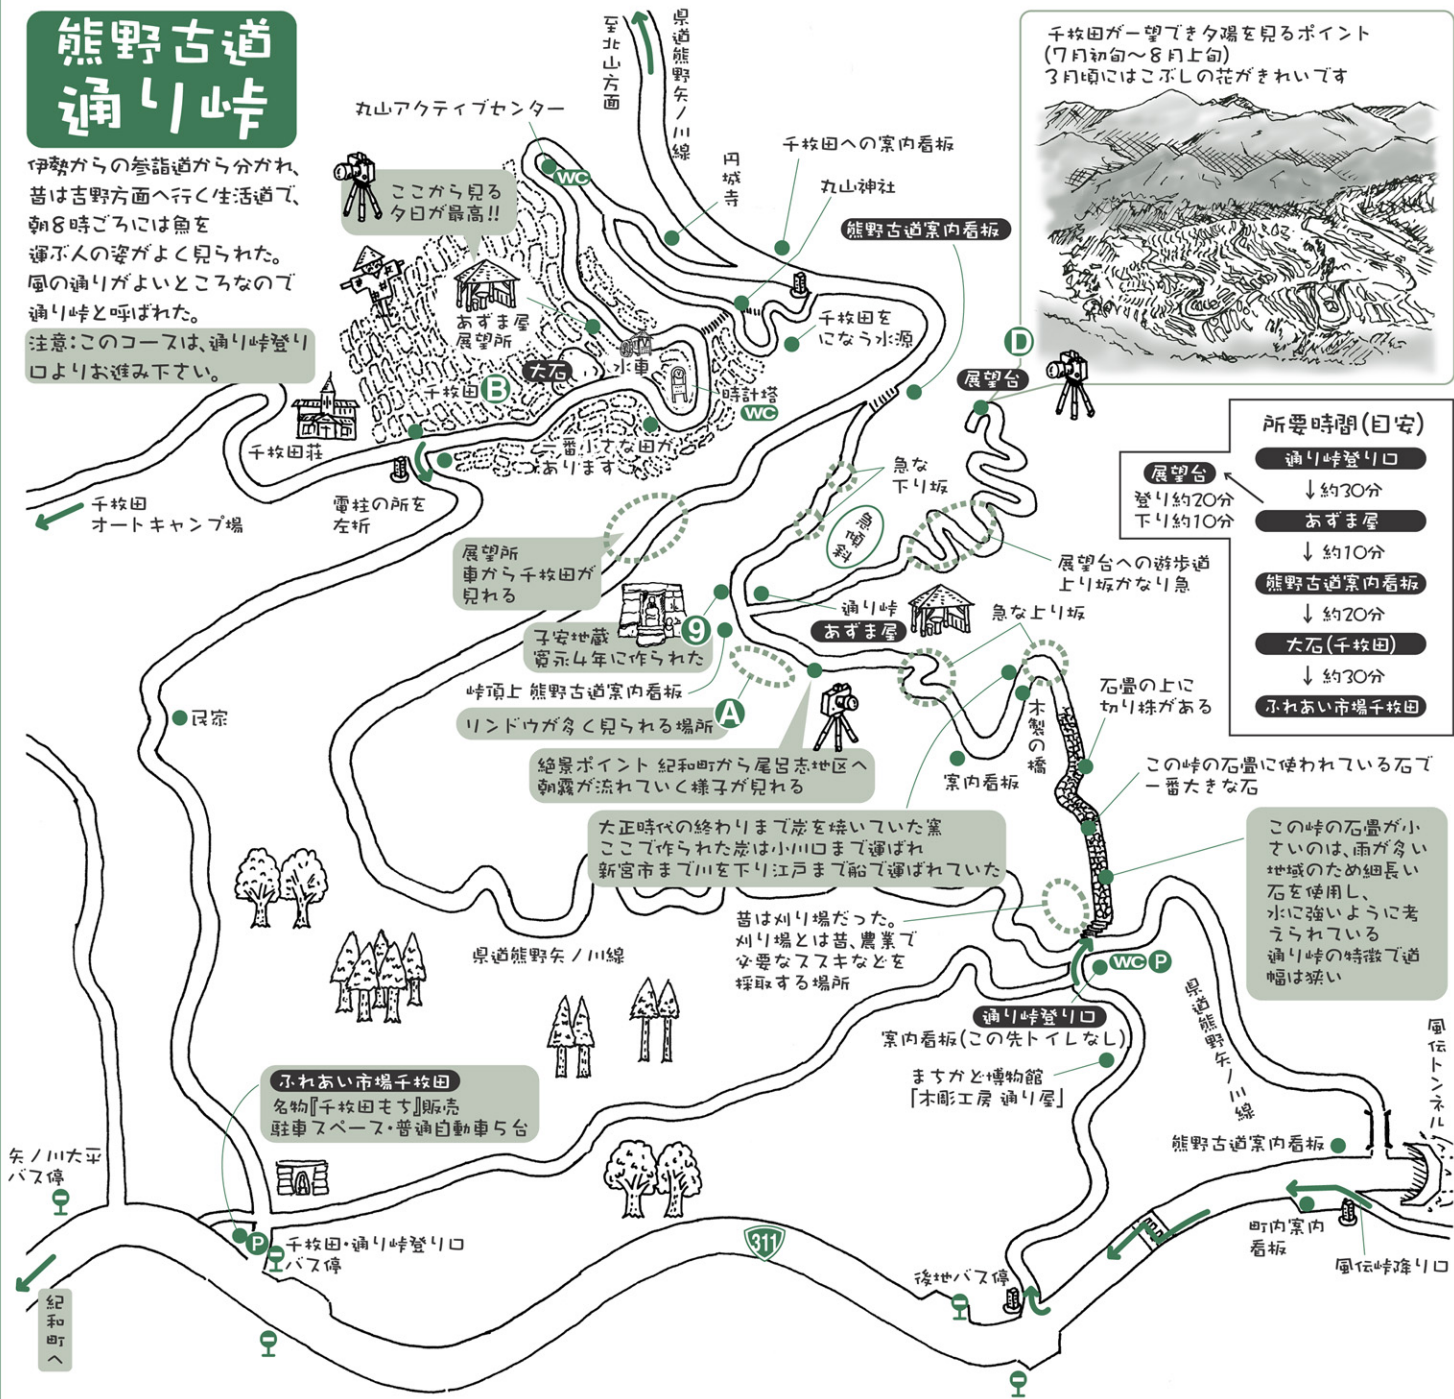 熊野古道
通り峠
伊勢からの参詣道から分かれ、
昔は吉野方面へ行く生活道で、
朝8時ごろには魚を
運ぶ人の姿がよく見られた。
風の通りがよいところなので
通り峠と呼ばれた。
注意：このコースは、通り峠登り
口よりお進み下さい。
丸山アクティブセンター
WC
ここから見る
夕日が最高!!
至北山方面
県道熊野矢ノ川線
円城寺
千枚田への案内看板
丸山神社
熊野古道案内看板
千枚田が一望でき夕陽を見るポイント
(7月初旬〜8月上旬)
3月頃にはこぶしの花がきれいです
D
展望台
あずま屋
展望所
大石
水車
千枚田
B
時計塔
WC
千枚田を
になう水源
一番小さな田が
あります
千枚田荘
千枚田
オートキャンプ場
電柱の所を
左折
急な
下り坂
急傾斜
展望所
車から千枚田が
見れる
展望台への遊歩道
上り坂かなり急
所要時間(目安)
通り峠登り口
↓約30分
あずま屋
展望台
登り約20分
下り約10分
↓約10分
熊野古道案内看板
↓約20分
大石(千枚田)
↓約30分
ふれあい市場千枚田
通り峠
あずま屋
急な上り坂
子安地蔵
寛永4年に作られた
9
峠頂上 熊野古道案内看板
リンドウが多く見られる場所
A
民家
絶景ポイント 紀和町から尾呂志地区へ
朝霧が流れていく様子が見れる
案内看板
木製の橋
石畳の上に
切り株がある
この峠の石畳に使われている石で
一番大きな石
大正時代の終わりまで炭を焼いていた窯
ここで作られた炭は小川口まで運ばれ
新宮市まで川を下り江戸まで船で運ばれていた
この峠の石畳が小
さいのは、雨が多い
地域のため細長い
石を使用し、
水に強いように考
えられている
通り峠の特徴で道
幅は狭い
昔は刈り場だった。
刈り場とは昔、農業で
必要なススキなどを
採取する場所
県道熊野矢ノ川線
WC
P
通り峠登り口
案内看板(この先トイレなし)
まちかど博物館
「木彫工房 通り屋」
県道熊野矢ノ川線
風伝トンネル
ふれあい市場千枚田
名物『千枚田もち』販売
駐車スペース・普通自動車5台
矢ノ川大平
バス停
P
千枚田・通り峠登り口
バス停
311
後地バス停
熊野古道案内看板
町内案内
看板
風伝峠降り口
紀和町へ